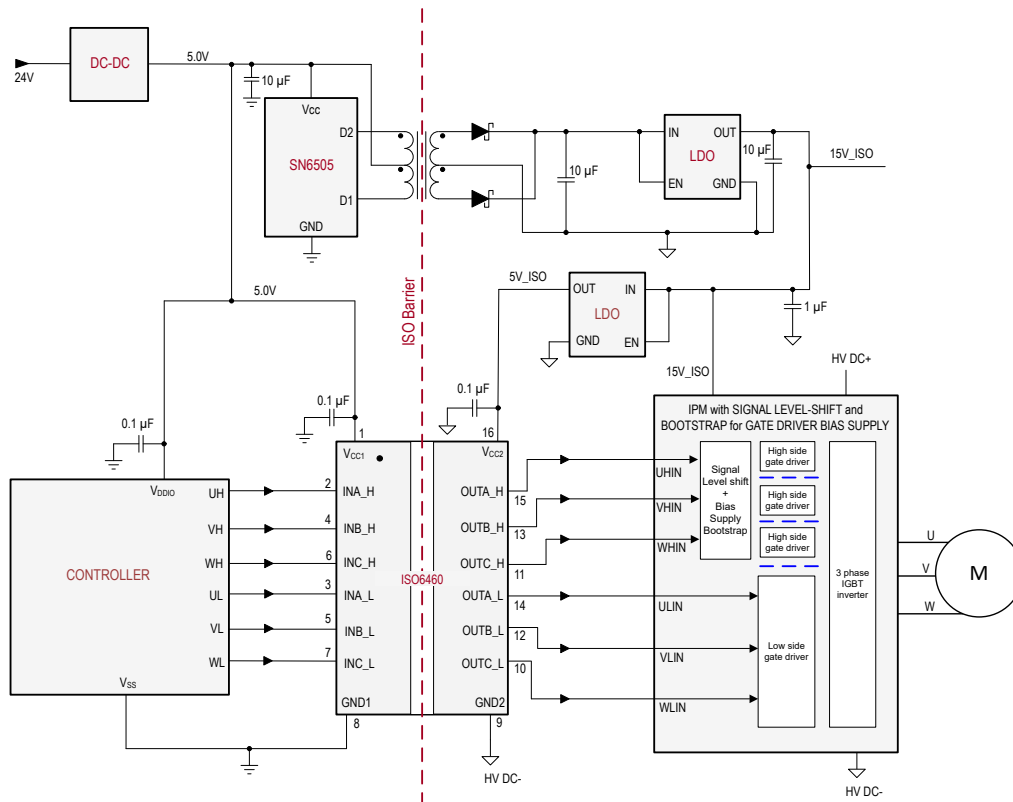 DC-DC
24V
5.0V
10 µF
Vcc
D2
SN6505
D1
GND
ISO Barrier
10 µF
IN
OUT
LDO
EN
GND
10 µF
15V_ISO
5.0V
5V_ISO
OUT
IN
LDO
GND
EN
1 µF
15V_ISO
HV DC+
0.1 µF
0.1 µF
0.1 µF
1
16
VDDIO
CONTROLLER
VSS
UH
VH
WH
UL
VL
WL
2
4
6
3
5
7
VCC1
INA_H
INB_H
INC_H
INA_L
INB_L
INC_L
GND1
8
ISO6460
VCC2
OUTA_H
OUTB_H
OUTC_H
OUTA_L
OUTB_L
OUTC_L
GND2
9
15
13
11
14
12
10
HV DC-
IPM with SIGNAL LEVEL-SHIFT and
BOOTSTRAP for GATE DRIVER BIAS SUPPLY
UHIN
VHIN
WHIN
ULIN
VLIN
WLIN
Signal
Level shift
+
Bias
Supply
Bootstrap
High side
gate driver
High side
gate driver
High side
gate driver
Low side
gate driver
3 phase
IGBT
inverter
U
V
W
M
HV DC-